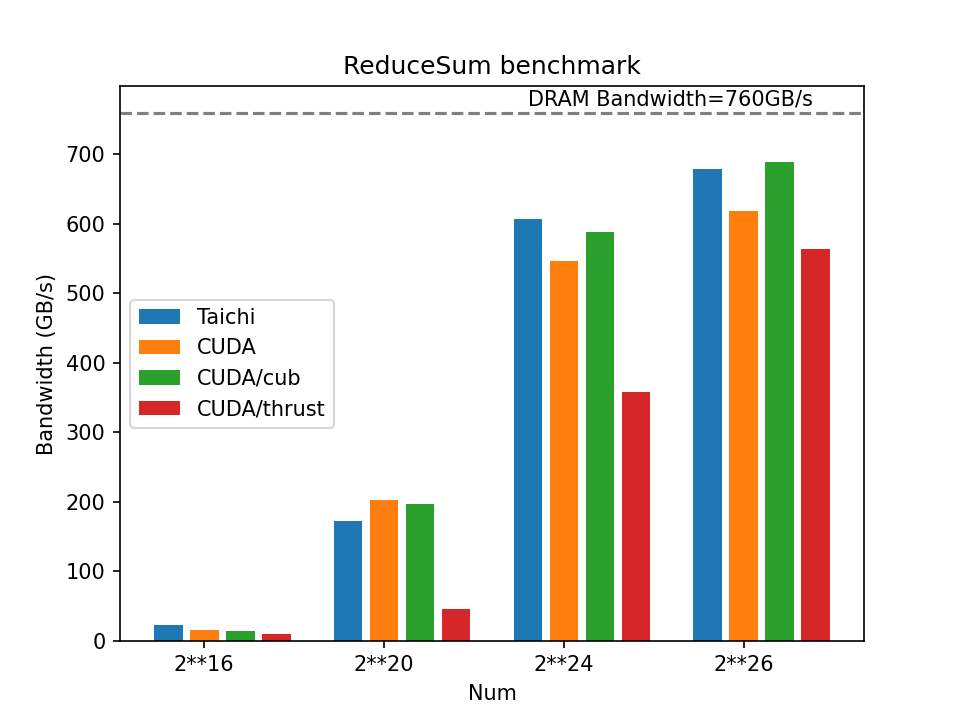 ReduceSum benchmark
DRAM Bandwidth=760GB/s
700
600
500
400
300
200
100
0
Bandwidth (GB/s)
Taichi
CUDA
CUDA/cub
CUDA/thrust
2**16
2**20
2**24
2**26
Num